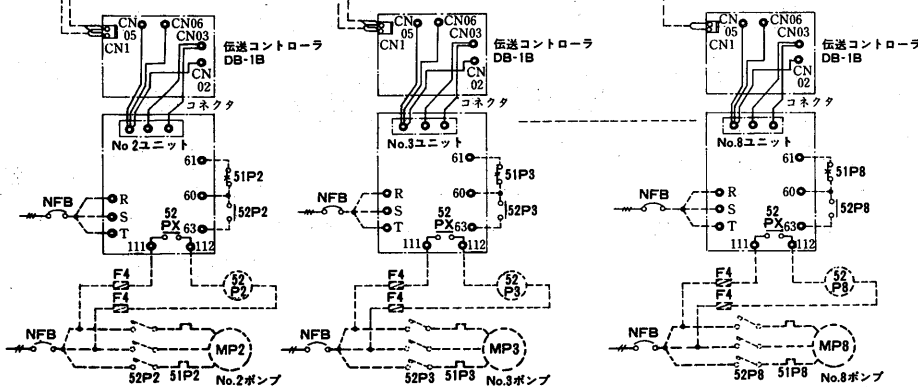 CN 05
CN06
CN03
CN1
CN 02
伝送コントローラ
DB-1B
コネクタ
No 2ユニット
61
51P2
60
52P2
63
NFB
R
S
T
52
PX
111
112
F4
F4
52
P2
NFB
MP2
52P2
51P2
No.2ポンプ
CN 05
CN06
CN03
CN1
CN 02
伝送コントローラ
DB-1B
コネクタ
No.3ユニット
61
51P3
60
52P3
63
NFB
R
S
T
52
PX
111
112
F4
F4
52
P3
NFB
MP3
52P3
51P3
No.3ポンプ
CN 05
CN06
CN03
CN1
CN 02
伝送コントローラ
DB-1B
コネクタ
No.8ユニット
61
51P8
60
52P8
63
NFB
R
S
T
52
PX
111
112
F4
F4
52
P8
NFB
MP8
52P8
51P8
No.8ポンプ